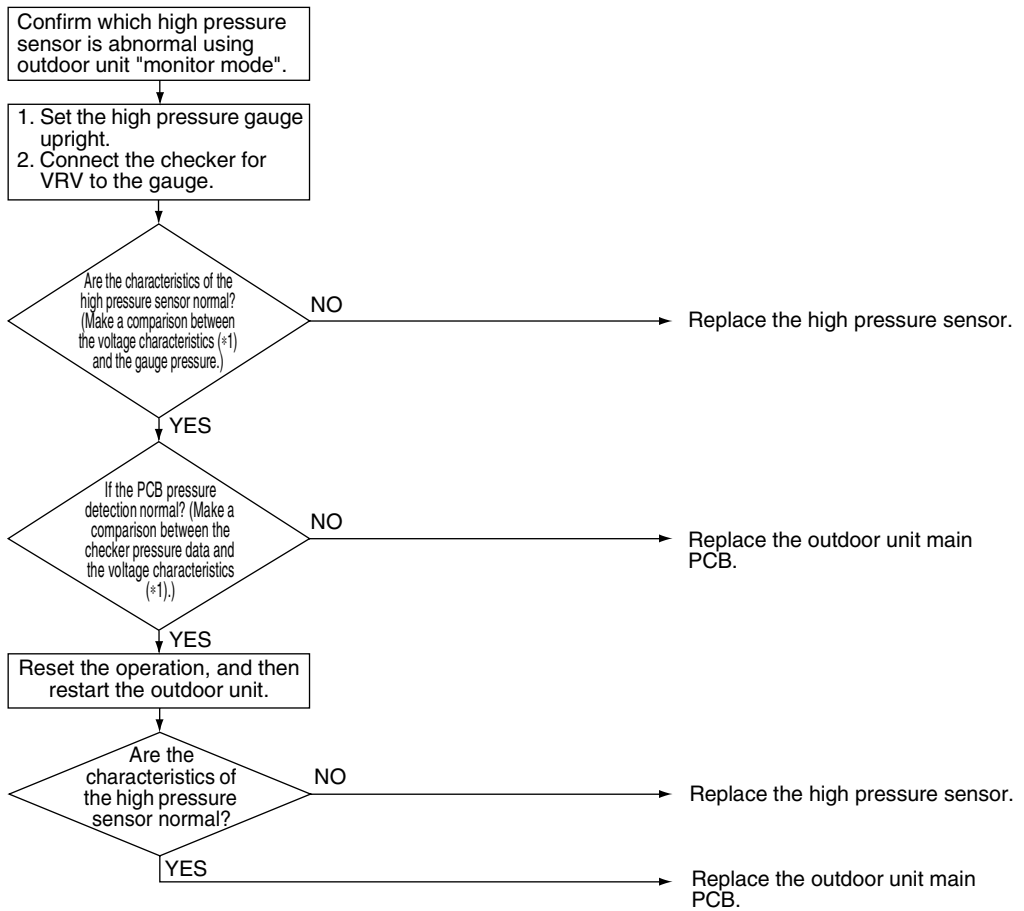 Confirm which high pressure
sensor is abnormal using
outdoor unit "monitor mode".
1. Set the high pressure gauge
upright.
2. Connect the checker for
VRV to the gauge.
Are the characteristics of the
high pressure sensor normal?
(Make a comparison between
the voltage characteristics (*1)
and the gauge pressure.)
NO
Replace the high pressure sensor.
YES
If the PCB pressure
detection normal? (Make a
comparison between the
checker pressure data and
the voltage characteristics
(*1).)
NO
Replace the outdoor unit main
PCB.
YES
Reset the operation, and then
restart the outdoor unit.
Are the
characteristics of
the high pressure
sensor normal?
NO
Replace the high pressure sensor.
YES
Replace the outdoor unit main
PCB.